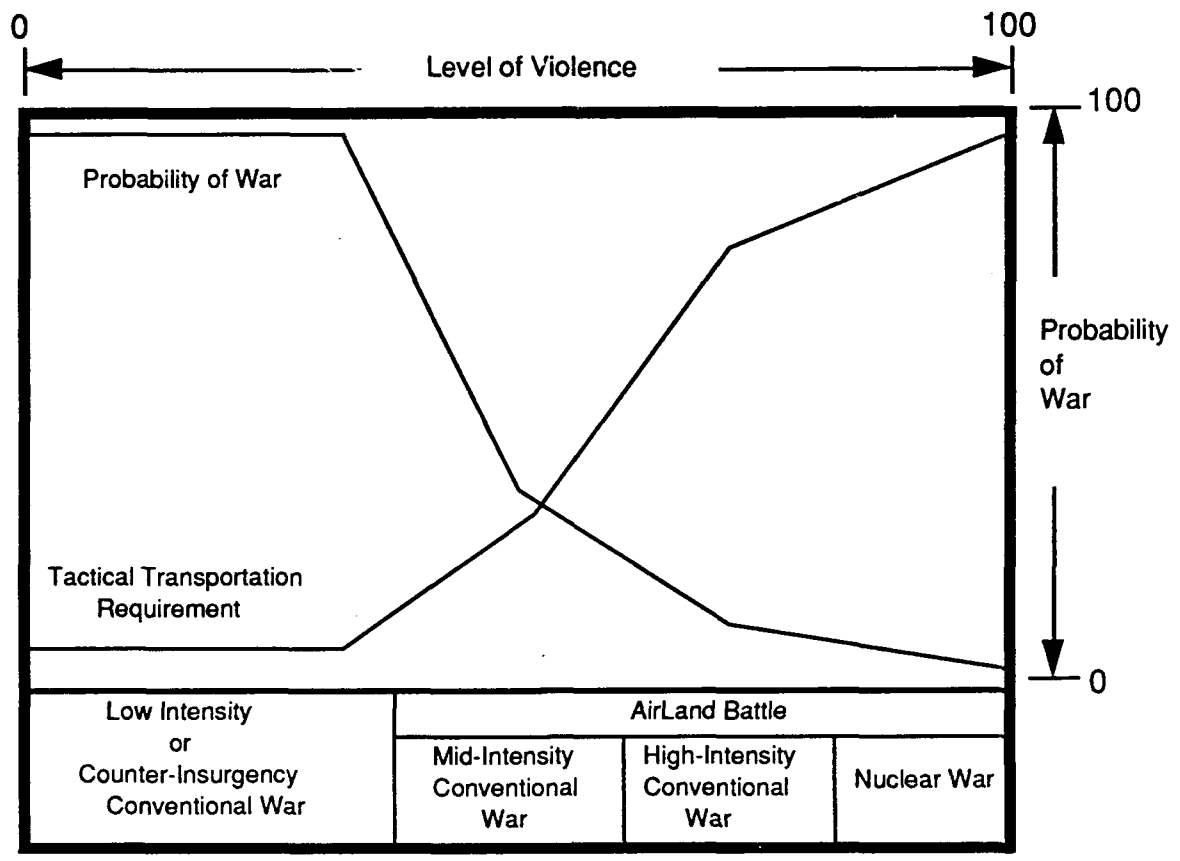 0
100
Level of Violence
100
Probability of War
Probability
of
War
Tactical Transportation
Requirement
0
Low Intensity
or
Counter-Insurgency
Conventional War
AirLand Battle
Mid-Intensity
Conventional
War
High-Intensity
Conventional
War
Nuclear War